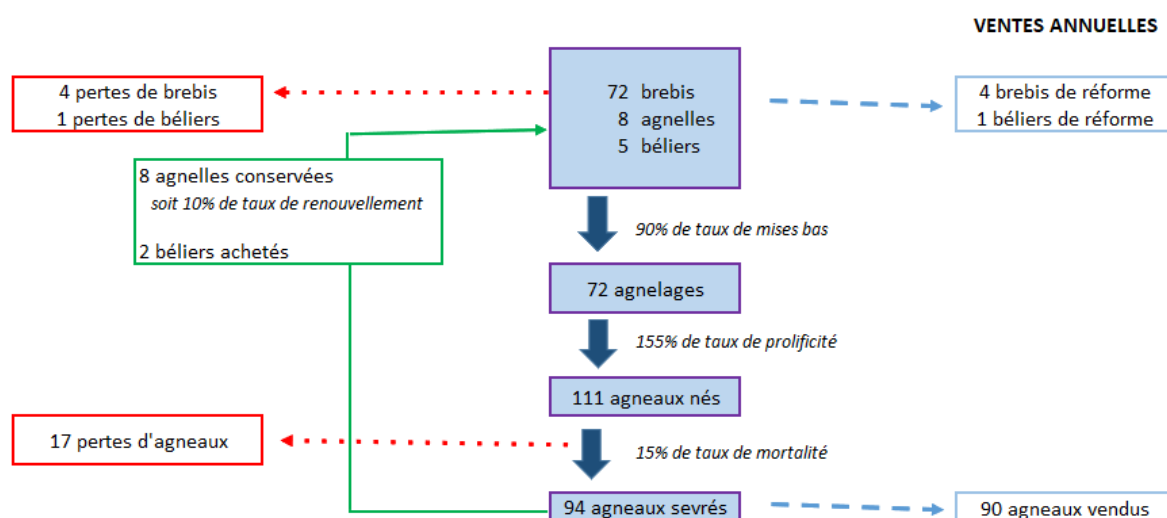 VENTES ANNUELLES
4 pertes de brebis
1 pertes de béliers
72 brebis
8 agnelles
5 béliers
4 brebis de réforme
1 béliers de réforme
8 agnelles conservées
soit 10% de taux de renouvellement
2 béliers achetés
90% de taux de mises bas
72 agnelages
155% de taux de prolificité
111 agneaux nés
17 pertes d'agneaux
15% de taux de mortalité
94 agneaux sevrés
90 agneaux vendus